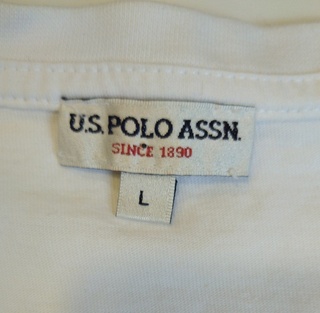 U.S. POLO ASSN.
SINCE 1890
L